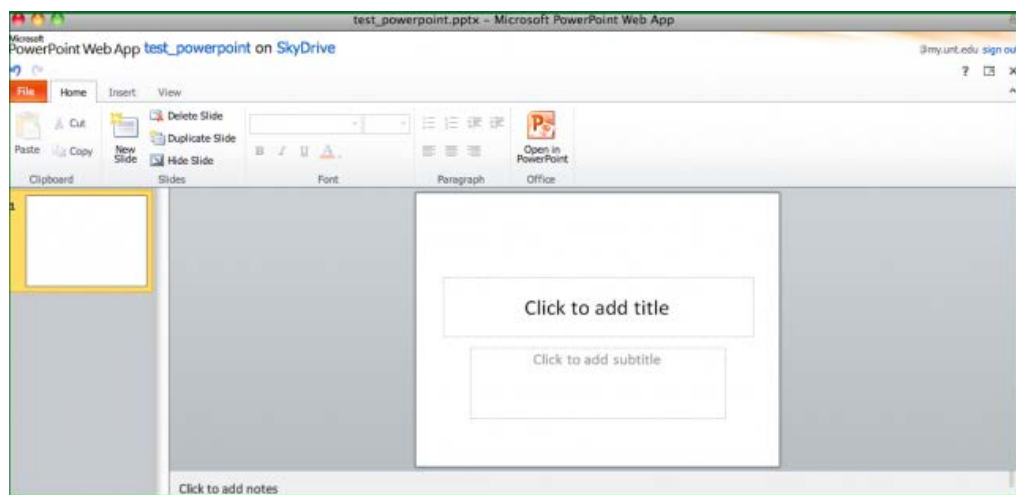 test_powerpoint.pptx – Microsoft PowerPoint Web App
Microsoft
PowerPoint Web App test_powerpoint on SkyDrive
@my.unt.edu sign out
?
File Home Insert View
Paste Cut Copy
New Slide
Delete Slide
Duplicate Slide
Hide Slide
B I U A
Open in PowerPoint
Clipboard Slides Font Paragraph Office
1
Click to add title
Click to add subtitle
Click to add notes